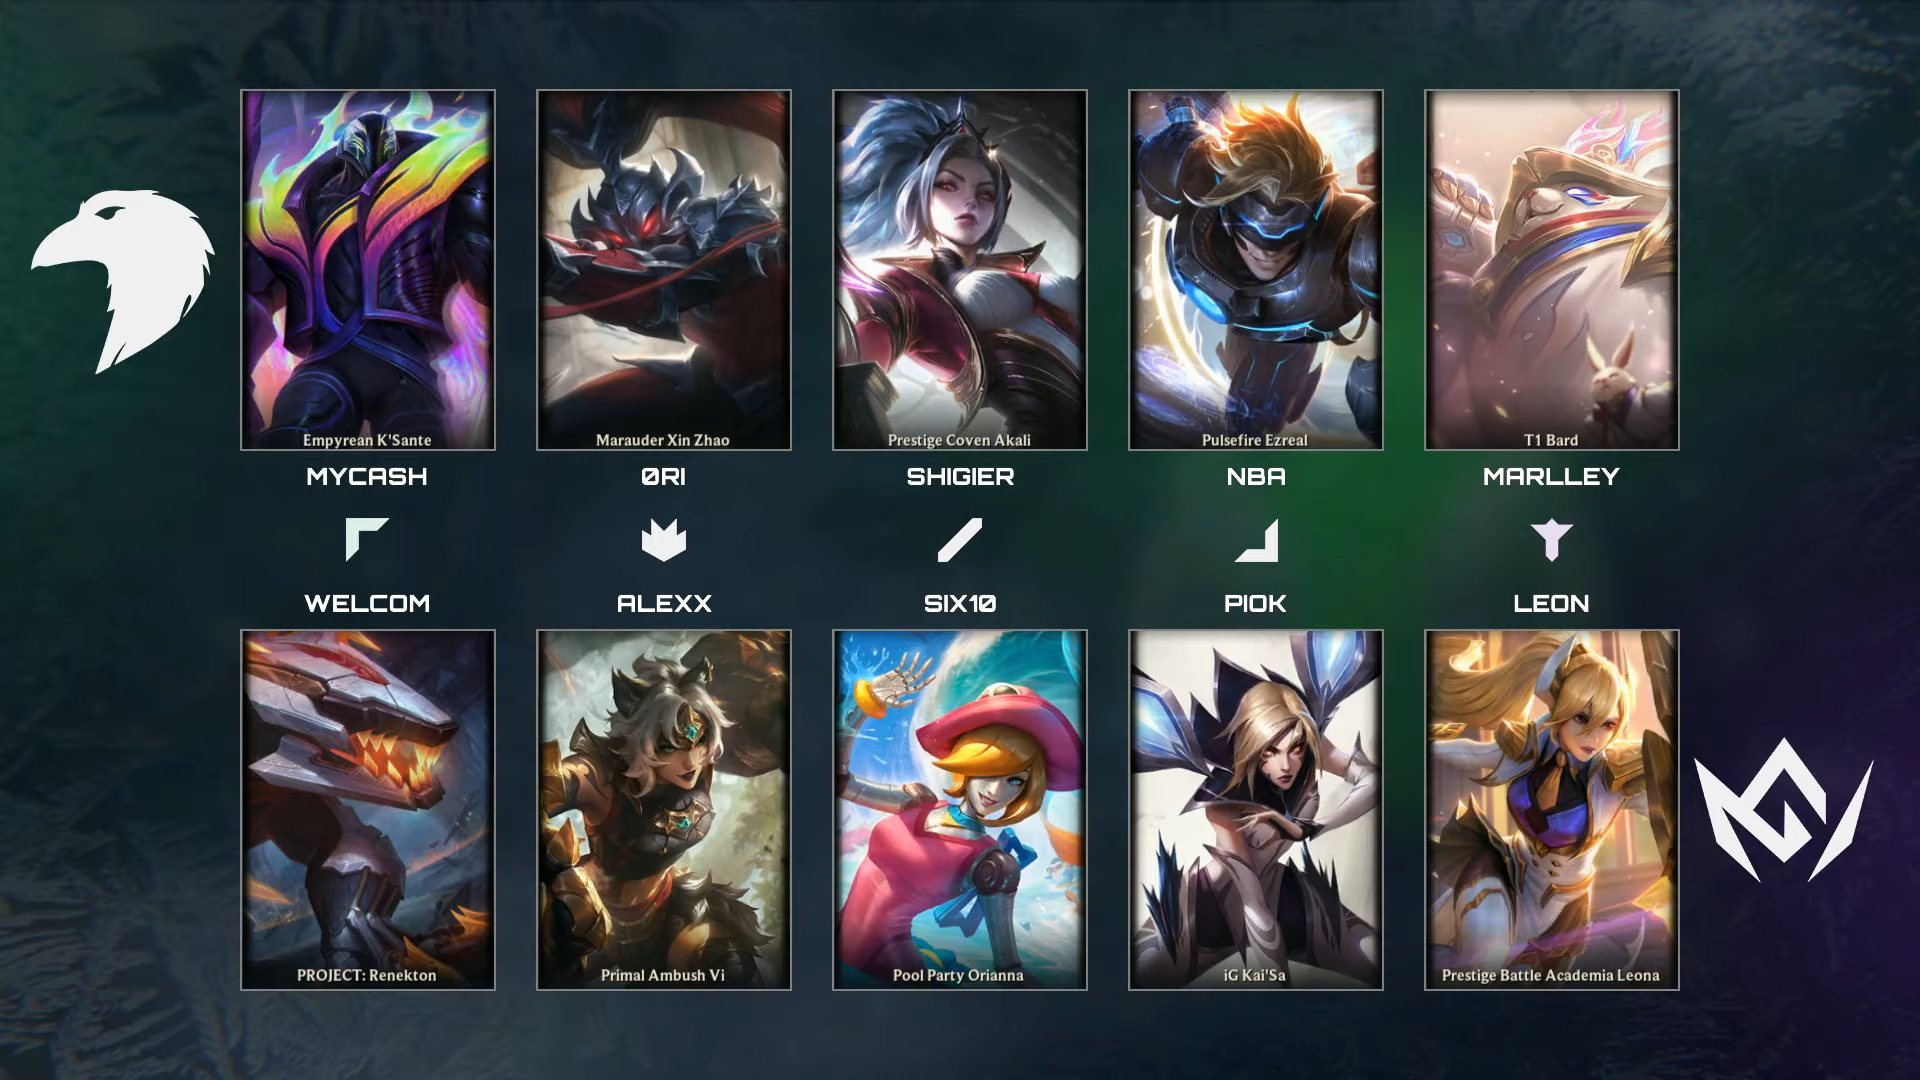 Empyrean K'Sante
Marauder Xin Zhao
Prestige Coven Akali
Pulsefire Ezreal
T1 Bard
MYCASH
0RI
SHIGIER
NBA
MARLLEY
WELCOM
ALEXX
SIX10
PIOK
LEON
PROJECT: Renekton
Primal Ambush Vi
Pool Party Orianna
iG Kai'Sa
Prestige Battle Academia Leona